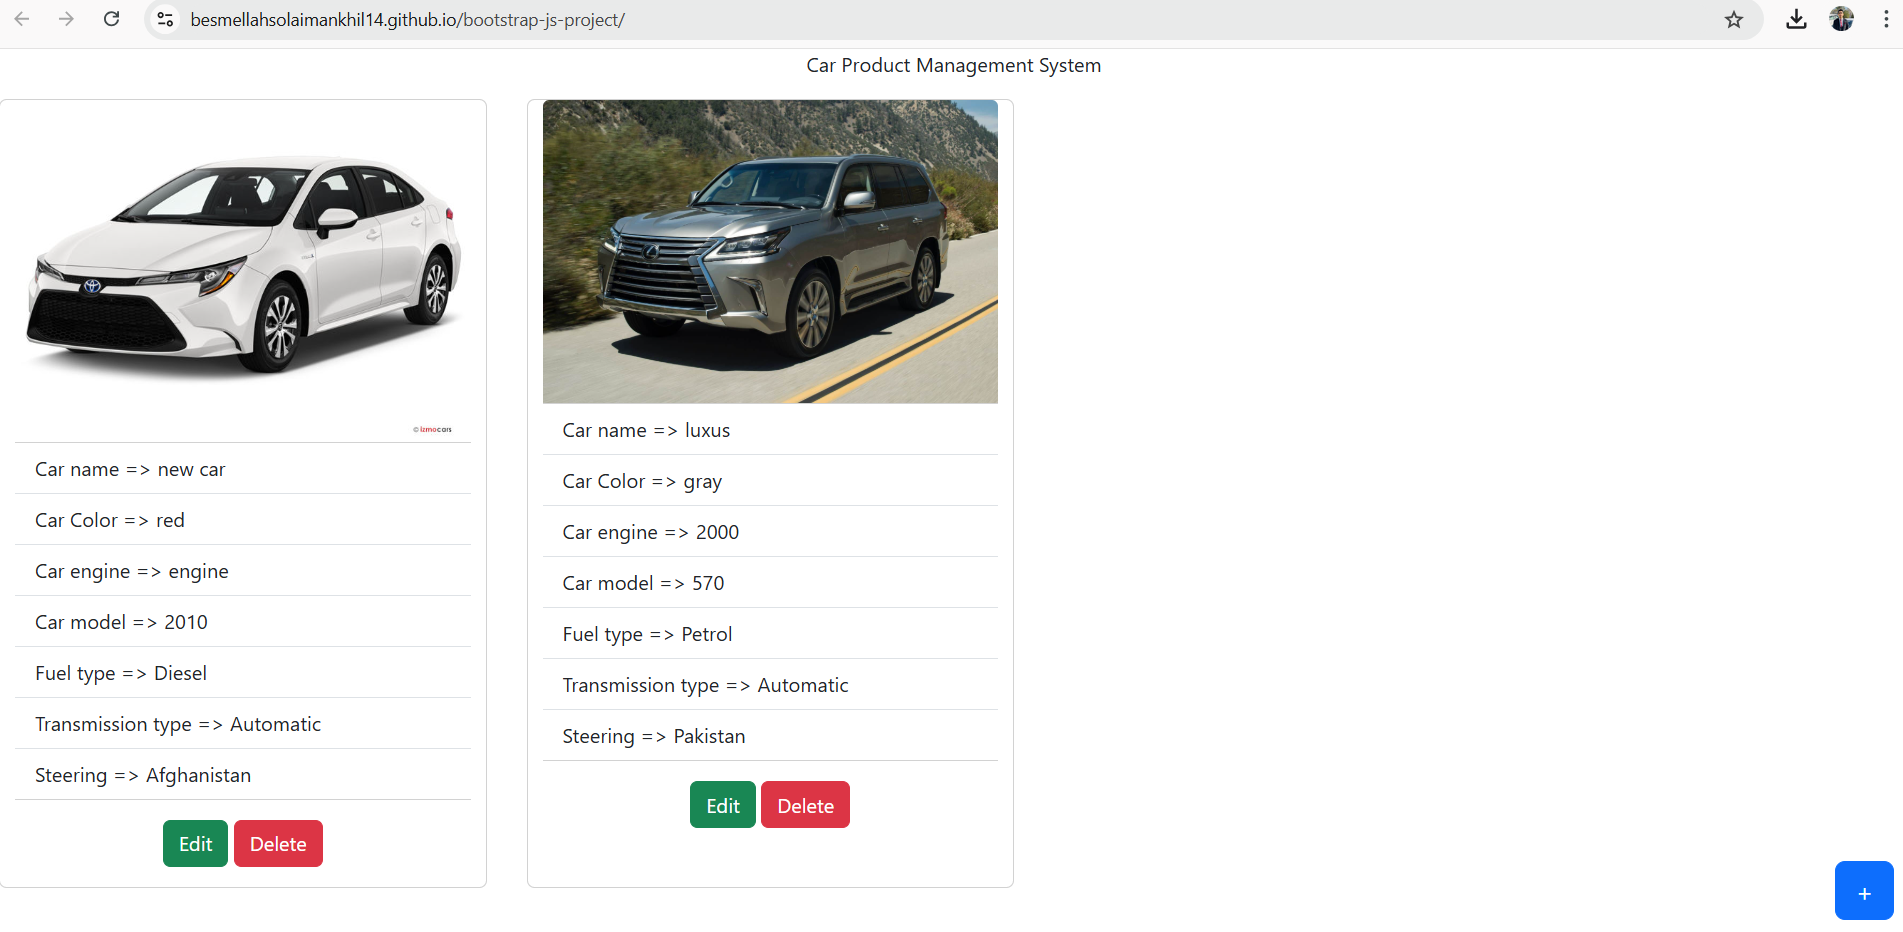 besmellahsolaimankhil14.github.io/bootstrap-js-project/
Car Product Management System
© izmocars
Car name => new car
Car Color => red
Car engine => engine
Car model => 2010
Fuel type => Diesel
Transmission type => Automatic
Steering => Afghanistan
Edit Delete
Car name => luxus
Car Color => gray
Car engine => 2000
Car model => 570
Fuel type => Petrol
Transmission type => Automatic
Steering => Pakistan
Edit Delete
+